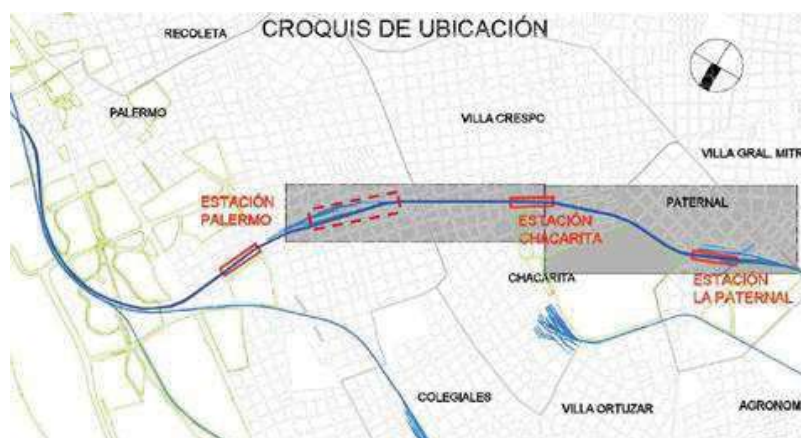 CROQUIS DE UBICACIÓN
RECOLETA
PALERMO
VILLA CRESPO
VILLA GRAL. MITR
ESTACIÓN
PALERMO
PATERNAL
ESTACIÓN
CHACARITA
CHACARITA
ESTACIÓN
LA PATERNAL
COLEGIALES
VILLA ORTUZAR
AGRONOM